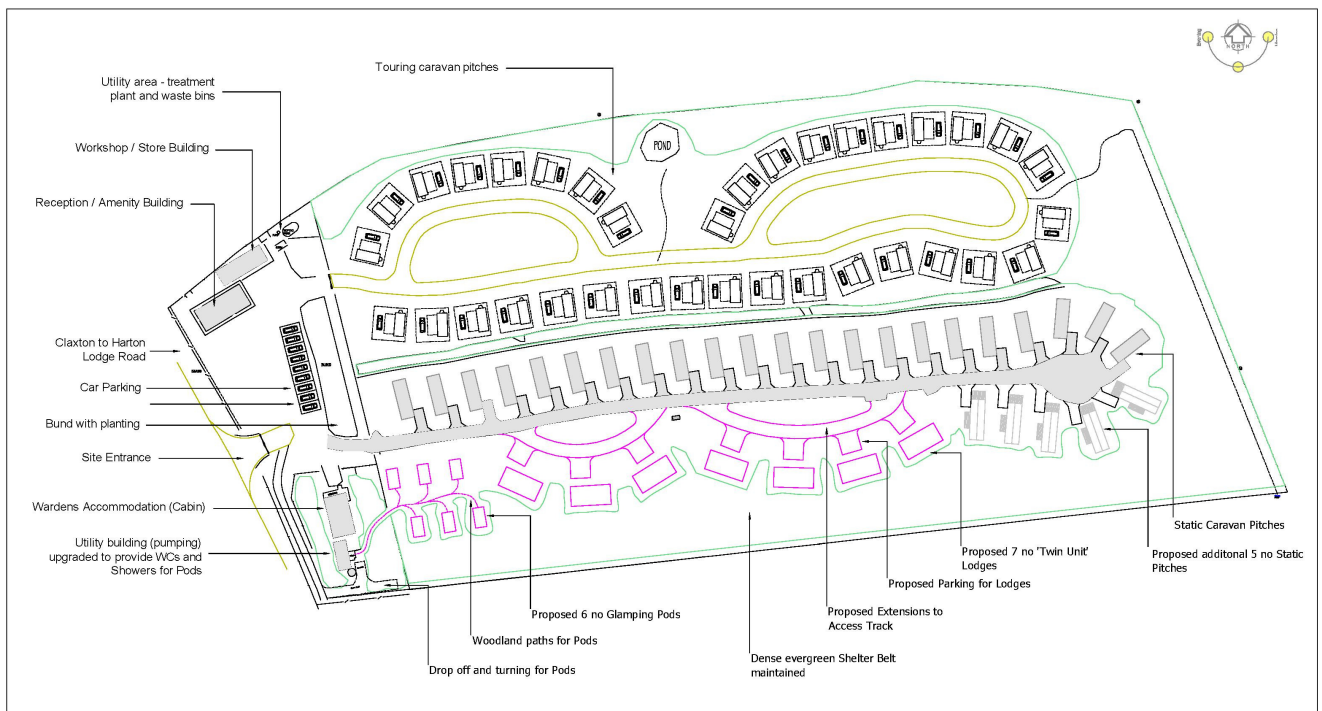 NORTH
Touring caravan pitches
Utility area - treatment
plant and waste bins
Workshop / Store Building
POND
Reception / Amenity Building
Claxton to Harton
Lodge Road
Car Parking
Bund with planting
Site Entrance
Wardens Accommodation (Cabin)
Utility building (pumping)
upgraded to provide WCs and
Showers for Pods
Static Caravan Pitches
Proposed additonal 5 no Static
Pitches
Proposed 7 no 'Twin Unit'
Lodges
Proposed Parking for Lodges
Proposed Extensions to
Access Track
Proposed 6 no Glamping Pods
Woodland paths for Pods
Dense evergreen Shelter Belt
maintained
Drop off and turning for Pods